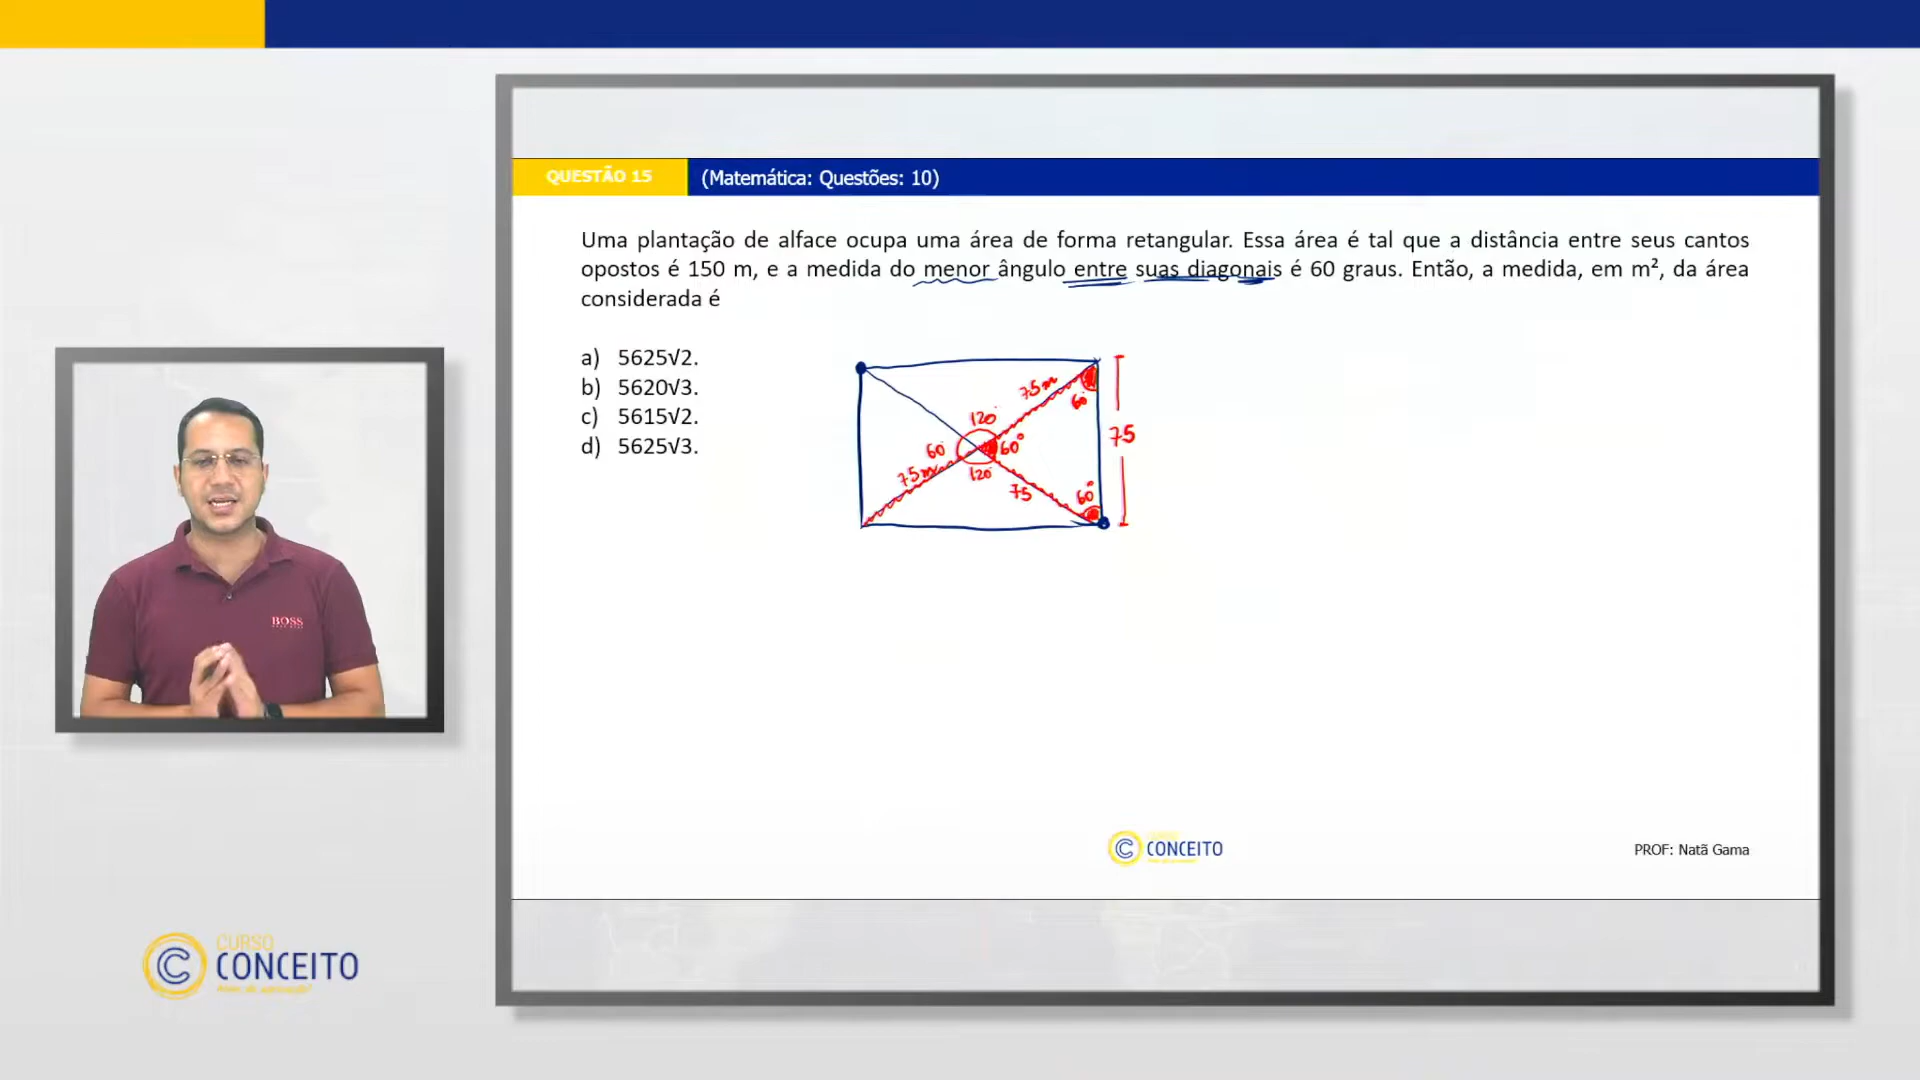 QUESTÃO 15
(Matemática: Questões: 10)
Uma plantação de alface ocupa uma área de forma retangular. Essa área é tal que a distância entre seus cantos
opostos é 150 m, e a medida do menor ângulo entre suas diagonais é 60 graus. Então, a medida, em m², da área
considerada é
a) 5625√2.
b) 5620√3.
c) 5615√2.
d) 5625√3.
75m
60°
120°
75
60
60°
75m
120°
75
60°
BOSS
CURSO
CONCEITO
PROF: Natã Gama
CURSO
CONCEITO